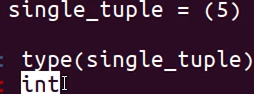 single_tuple = (5)
: type(single_tuple)
: int